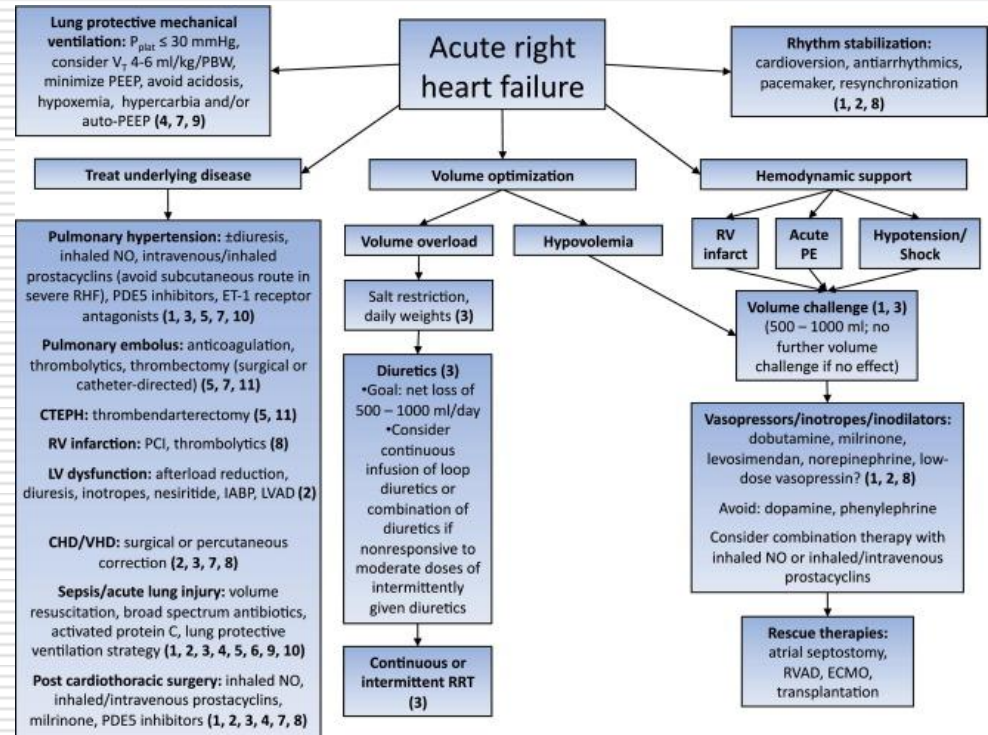 Lung protective mechanical
ventilation: Pplat ≤ 30 mmHg,
consider VT 4-6 ml/kg/PBW,
minimize PEEP, avoid acidosis,
hypoxemia, hypercarbia and/or
auto-PEEP (4, 7, 9)
Acute right
heart failure
Rhythm stabilization:
cardioversion, antiarrhythmics,
pacemaker, resynchronization
(1, 2, 8)
Treat underlying disease
Volume optimization
Hemodynamic support
Pulmonary hypertension: ±diuresis,
inhaled NO, intravenous/inhaled
prostacyclins (avoid subcutaneous route in
severe RHF), PDE5 inhibitors, ET-1 receptor
antagonists (1, 3, 5, 7, 10)
Pulmonary embolus: anticoagulation,
thrombolytics, thrombectomy (surgical or
catheter-directed) (5, 7, 11)
CTEPH: thrombendarterectomy (5, 11)
RV infarction: PCI, thrombolytics (8)
LV dysfunction: afterload reduction,
diuresis, inotropes, nesiritide, IABP, LVAD (2)
CHD/VHD: surgical or percutaneous
correction (2, 3, 7, 8)
Sepsis/acute lung injury: volume
resuscitation, broad spectrum antibiotics,
activated protein C, lung protective
ventilation strategy (1, 2, 3, 4, 5, 6, 9, 10)
Post cardiothoracic surgery: inhaled NO,
inhaled/intravenous prostacyclins,
milrinone, PDE5 inhibitors (1, 2, 3, 4, 7, 8)
Volume overload
Hypovolemia
Salt restriction,
daily weights (3)
Diuretics (3)
•Goal: net loss of
500 – 1000 ml/day
•Consider
continuous
infusion of loop
diuretics or
combination of
diuretics if
nonresponsive to
moderate doses of
intermittently
given diuretics
Continuous or
intermittent RRT
(3)
RV
infarct
Acute
PE
Hypotension/
Shock
Volume challenge (1, 3)
(500 – 1000 ml; no
further volume
challenge if no effect)
Vasopressors/inotropes/inodilators:
dobutamine, milrinone,
levosimendan, norepinephrine, low-
dose vasopressin? (1, 2, 8)
Avoid: dopamine, phenylephrine
Consider combination therapy with
inhaled NO or inhaled/intravenous
prostacyclins
Rescue therapies:
atrial septostomy,
RVAD, ECMO,
transplantation